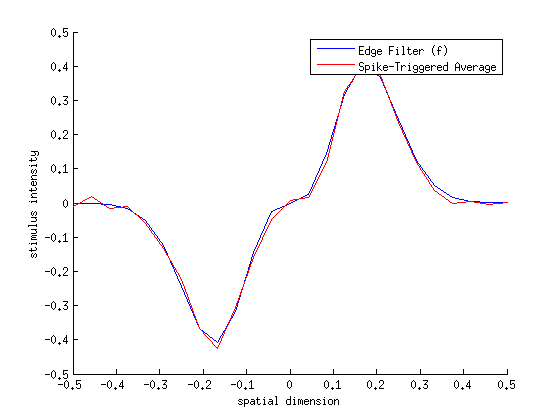 0.5
Edge Filter (f)
Spike-Triggered Average
0.4
0.3
0.2
0.1
0
-0.1
-0.2
-0.3
-0.4
-0.5
stimulus intensity
-0.5 -0.4 -0.3 -0.2 -0.1 0 0.1 0.2 0.3 0.4 0.5
spatial dimension